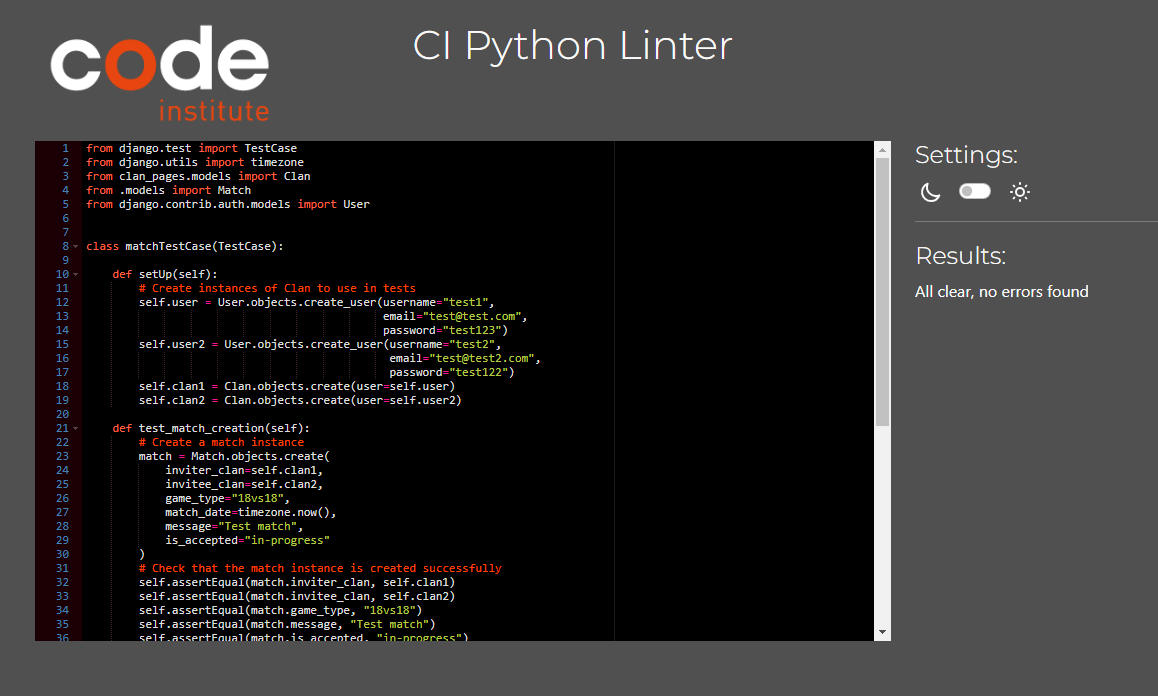 code
institute
CI Python Linter
1 from django.test import TestCase
2 from django.utils import timezone
3 from clan_pages.models import Clan
4 from .models import Match
5 from django.contrib.auth.models import User
6
7
8 class matchTestCase(TestCase):
9
10     def setUp(self):
11         # Create instances of Clan to use in tests
12         self.user = User.objects.create_user(username="test1",
13                                              email="test@test.com",
14                                              password="test123")
15         self.user2 = User.objects.create_user(username="test2",
16                                               email="test@test2.com",
17                                               password="test122")
18         self.clan1 = Clan.objects.create(user=self.user)
19         self.clan2 = Clan.objects.create(user=self.user2)
20
21     def test_match_creation(self):
22         # Create a match instance
23         match = Match.objects.create(
24             inviter_clan=self.clan1,
25             invitee_clan=self.clan2,
26             game_type="18vs18",
27             match_date=timezone.now(),
28             message="Test match",
29             is_accepted="in-progress"
30         )
31         # Check that the match instance is created successfully
32         self.assertEqual(match.inviter_clan, self.clan1)
33         self.assertEqual(match.invitee_clan, self.clan2)
34         self.assertEqual(match.game_type, "18vs18")
35         self.assertEqual(match.message, "Test match")
36         self.assertEqual(match.is_accepted, "in-progress")
Settings:
Results:
All clear, no errors found